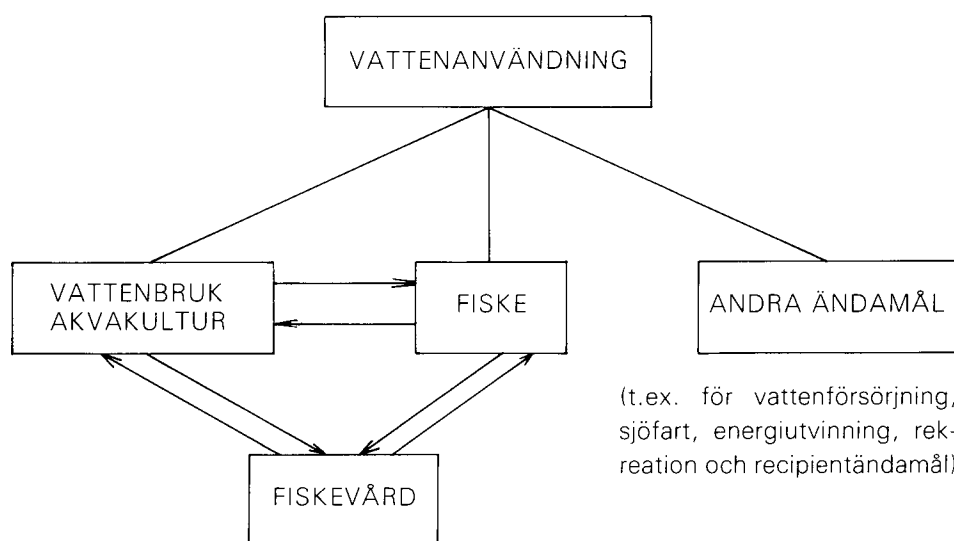 VATTENANVÄNDNING
VATTENBRUK
AKVAKULTUR
FISKE
ANDRA ÄNDAMÅL
(t.ex. för vattenförsörjning,
sjöfart, energiutvinning, rek-
reation och recipientändamål)
FISKEVÅRD